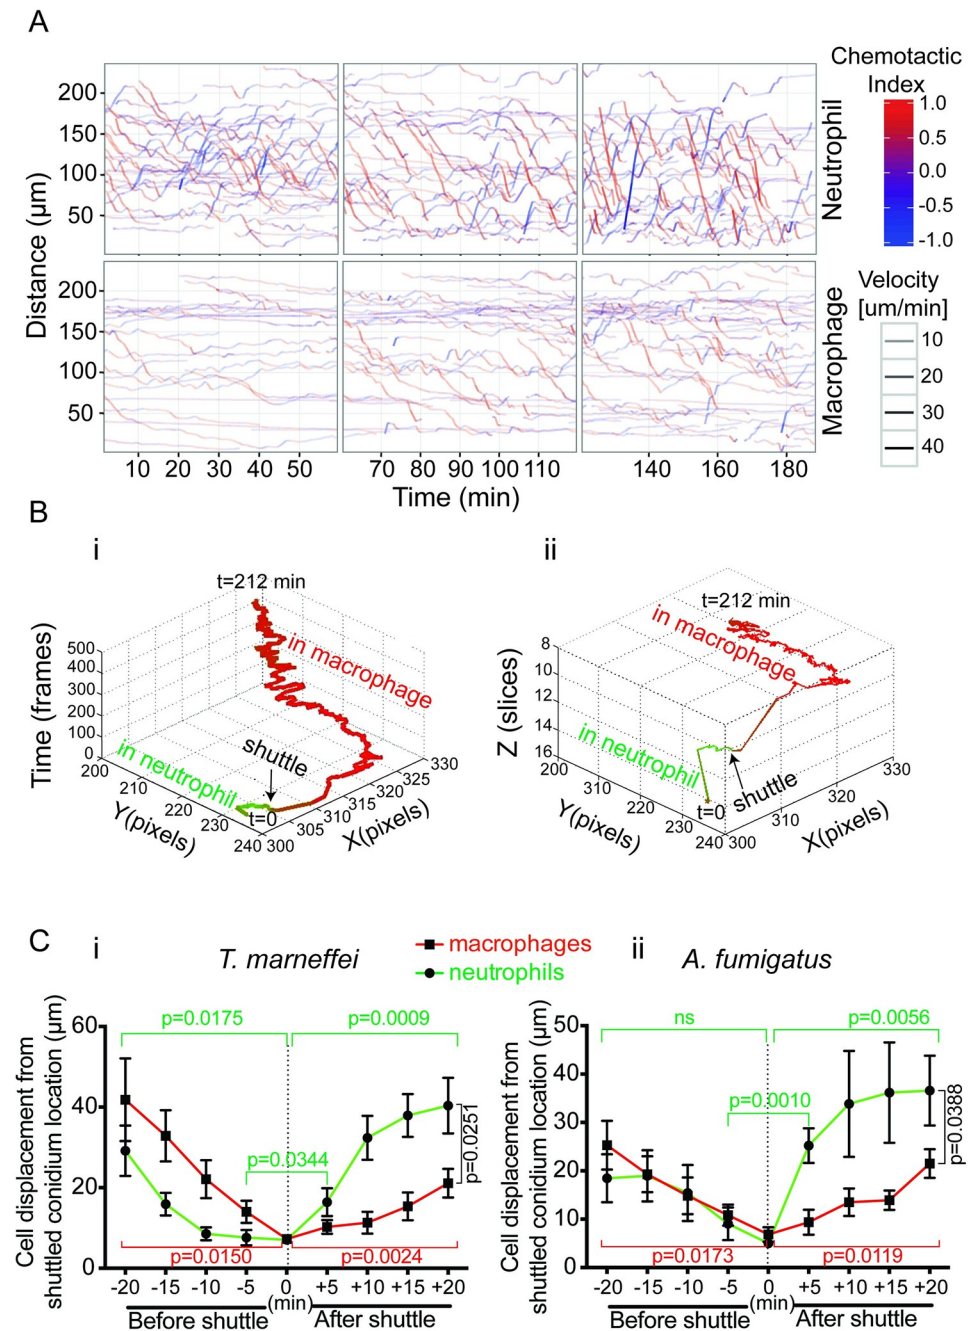 A
Chemotactic
Index
Neutrophil
1.0
0.5
0.0
-0.5
-1.0
200
150
100
50
Distance (µm)
Macrophage
Velocity
[um/min]
10
20
30
40
200
150
100
50
10 20 30 40 50 70 80 90 100 110 140 160 180
Time (min)
B
i
ii
t=212 min
in macrophage
Time (frames)
500
400
300
200
100
0
in neutrophil
shuttle
t=0
200
210
220
230
240
Y(pixels)
300
305
310
315
320
325
330
X(pixels)
t=212 min
in macrophage
Z (slices)
8
10
12
14
16
in neutrophil
shuttle
t=0
200
310
220
230
240
Y(pixels)
300
310
320
330
X(pixels)
C
i
T. marneffei
macrophages
neutrophils
ii
A. fumigatus
Cell displacement from
shuttled conidium location (µm)
60
40
20
0
p=0.0175
p=0.0009
p=0.0344
p=0.0251
p=0.0150
p=0.0024
-20 -15 -10 -5 0 +5 +10 +15 +20
(min)
Before shuttle
After shuttle
Cell displacement from
shuttled conidium location (µm)
50
40
30
20
10
0
ns
p=0.0056
p=0.0010
p=0.0388
p=0.0173
p=0.0119
-20 -15 -10 -5 0 +5 +10 +15 +20
(min)
Before shuttle
After shuttle